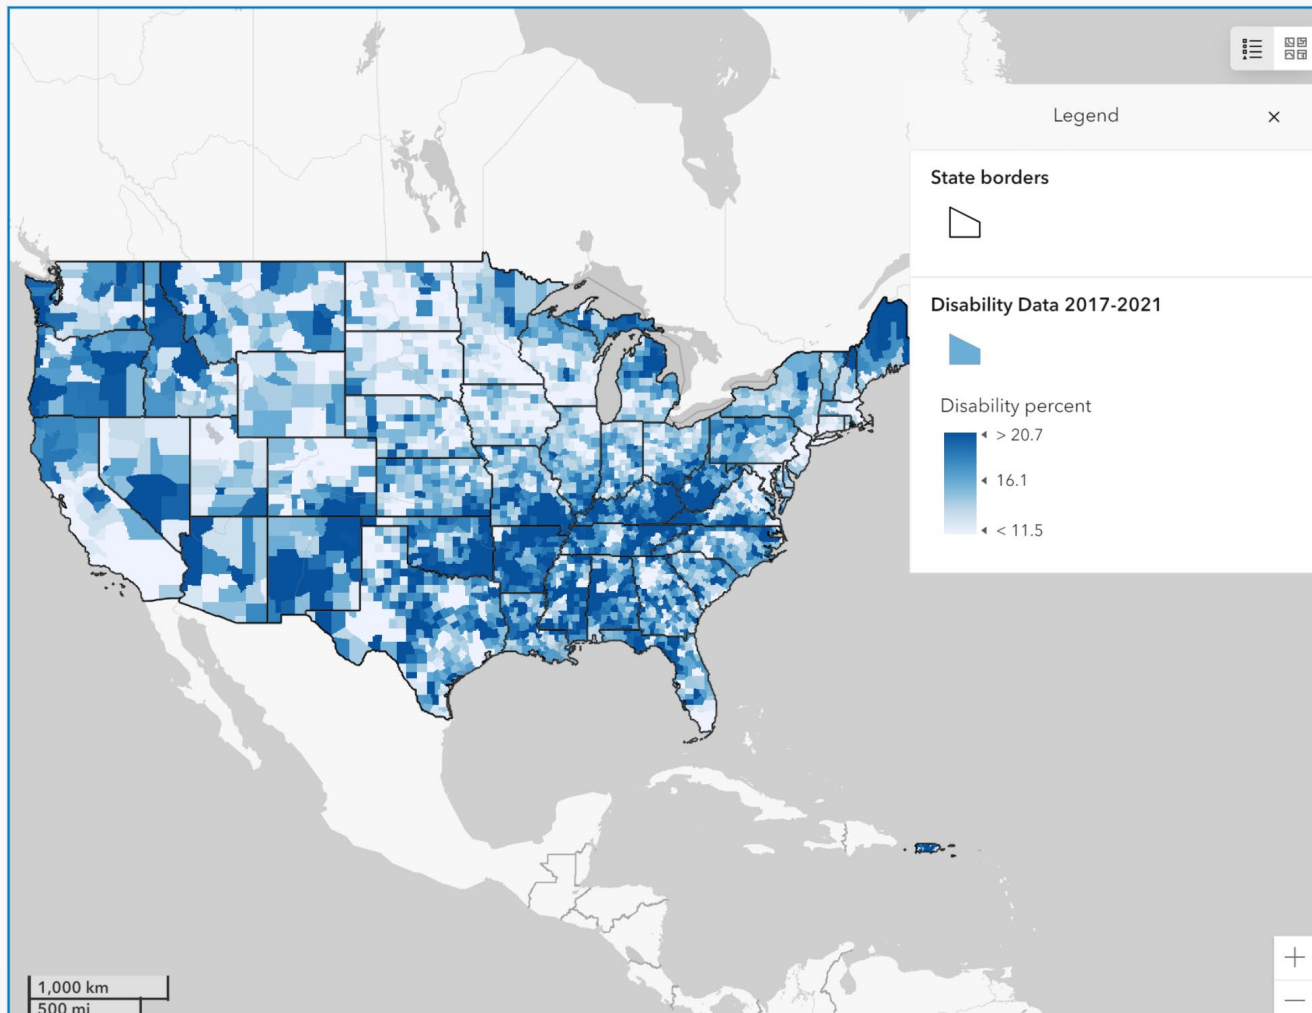 Legend
State borders
Disability Data 2017-2021
Disability percent
> 20.7
16.1
< 11.5
1,000 km
500 mi